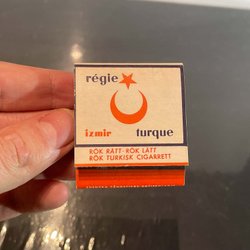 régie
izmir turque
RÖK RÄTT-RÖK LÄTT
RÖK TURKISK CIGARRETT